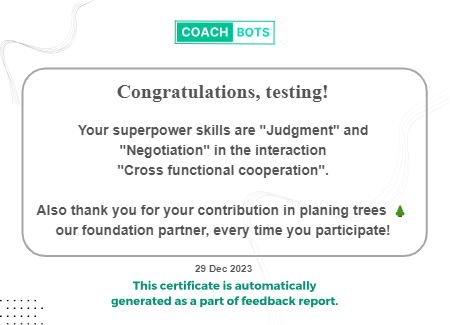 COACH BOTS
Congratulations, testing!
Your superpower skills are "Judgment" and
"Negotiation" in the interaction
"Cross functional cooperation".
Also thank you for your contribution in planing trees 🌲
our foundation partner, every time you participate!
29 Dec 2023
This certificate is automatically
generated as a part of feedback report.